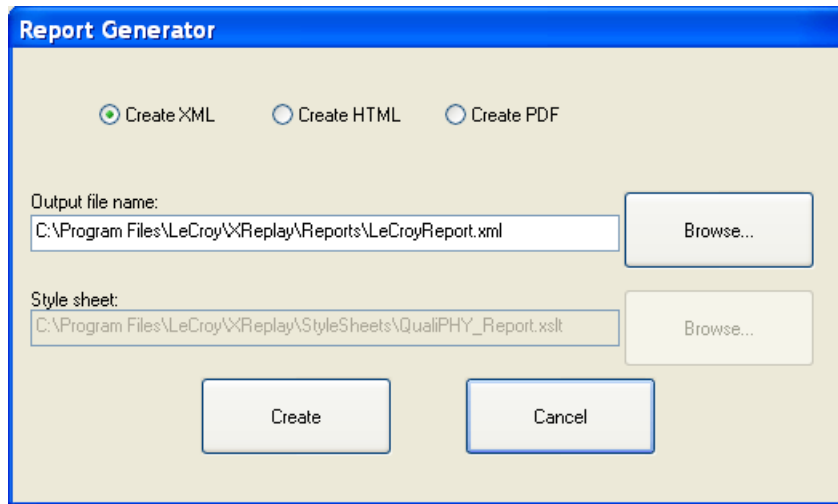 Report Generator
Create XML Create HTML Create PDF
Output file name:
C:\Program Files\LeCroy\XReplay\Reports\LeCroyReport.xml Browse...
Style sheet:
C:\Program Files\LeCroy\XReplay\StyleSheets\QualiPHY_Report.xslt Browse...
Create Cancel